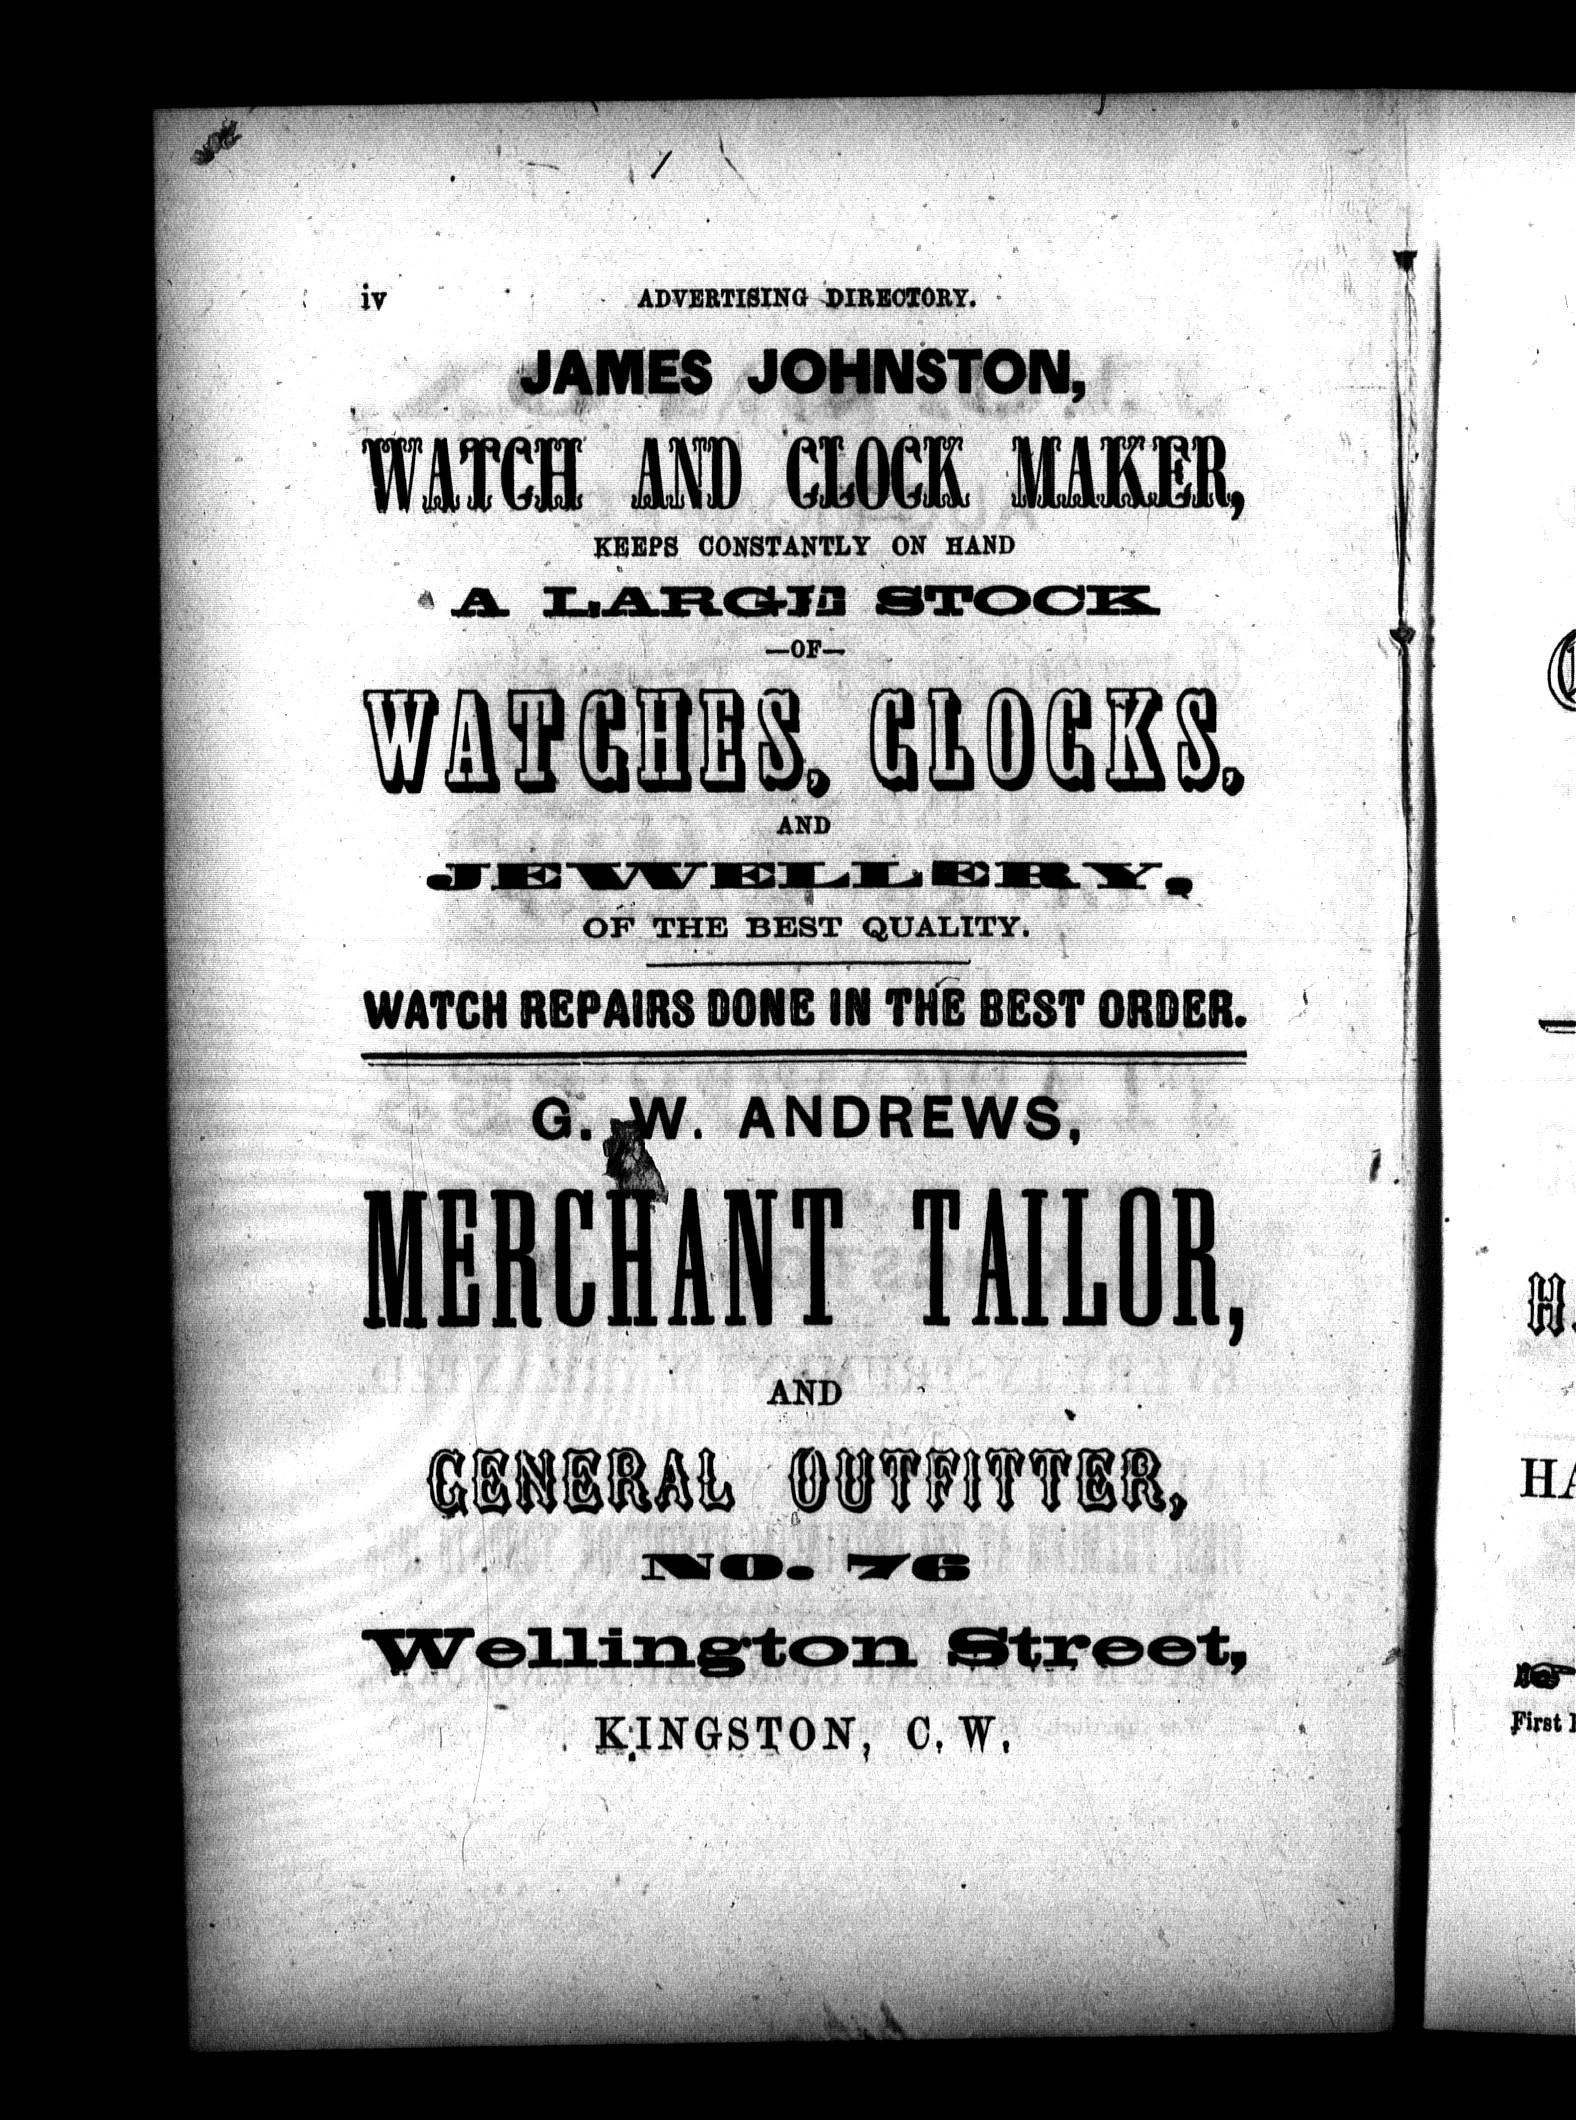 iv ADVERTISING DIRECTORY.
JAMES JOHNSTON,
WATCH AND CLOCK MAKER,
KEEPS CONSTANTLY ON HAND
A LARGE STOCK
—OF—
WATCHES, CLOCKS,
AND
JEWELLERY,
OF THE BEST QUALITY.
WATCH REPAIRS DONE IN THE BEST ORDER.
G. W. ANDREWS,
MERCHANT TAILOR,
AND
GENERAL OUTFITTER,
NO. 76
Wellington Street,
KINGSTON, C. W.
H.
HA
First